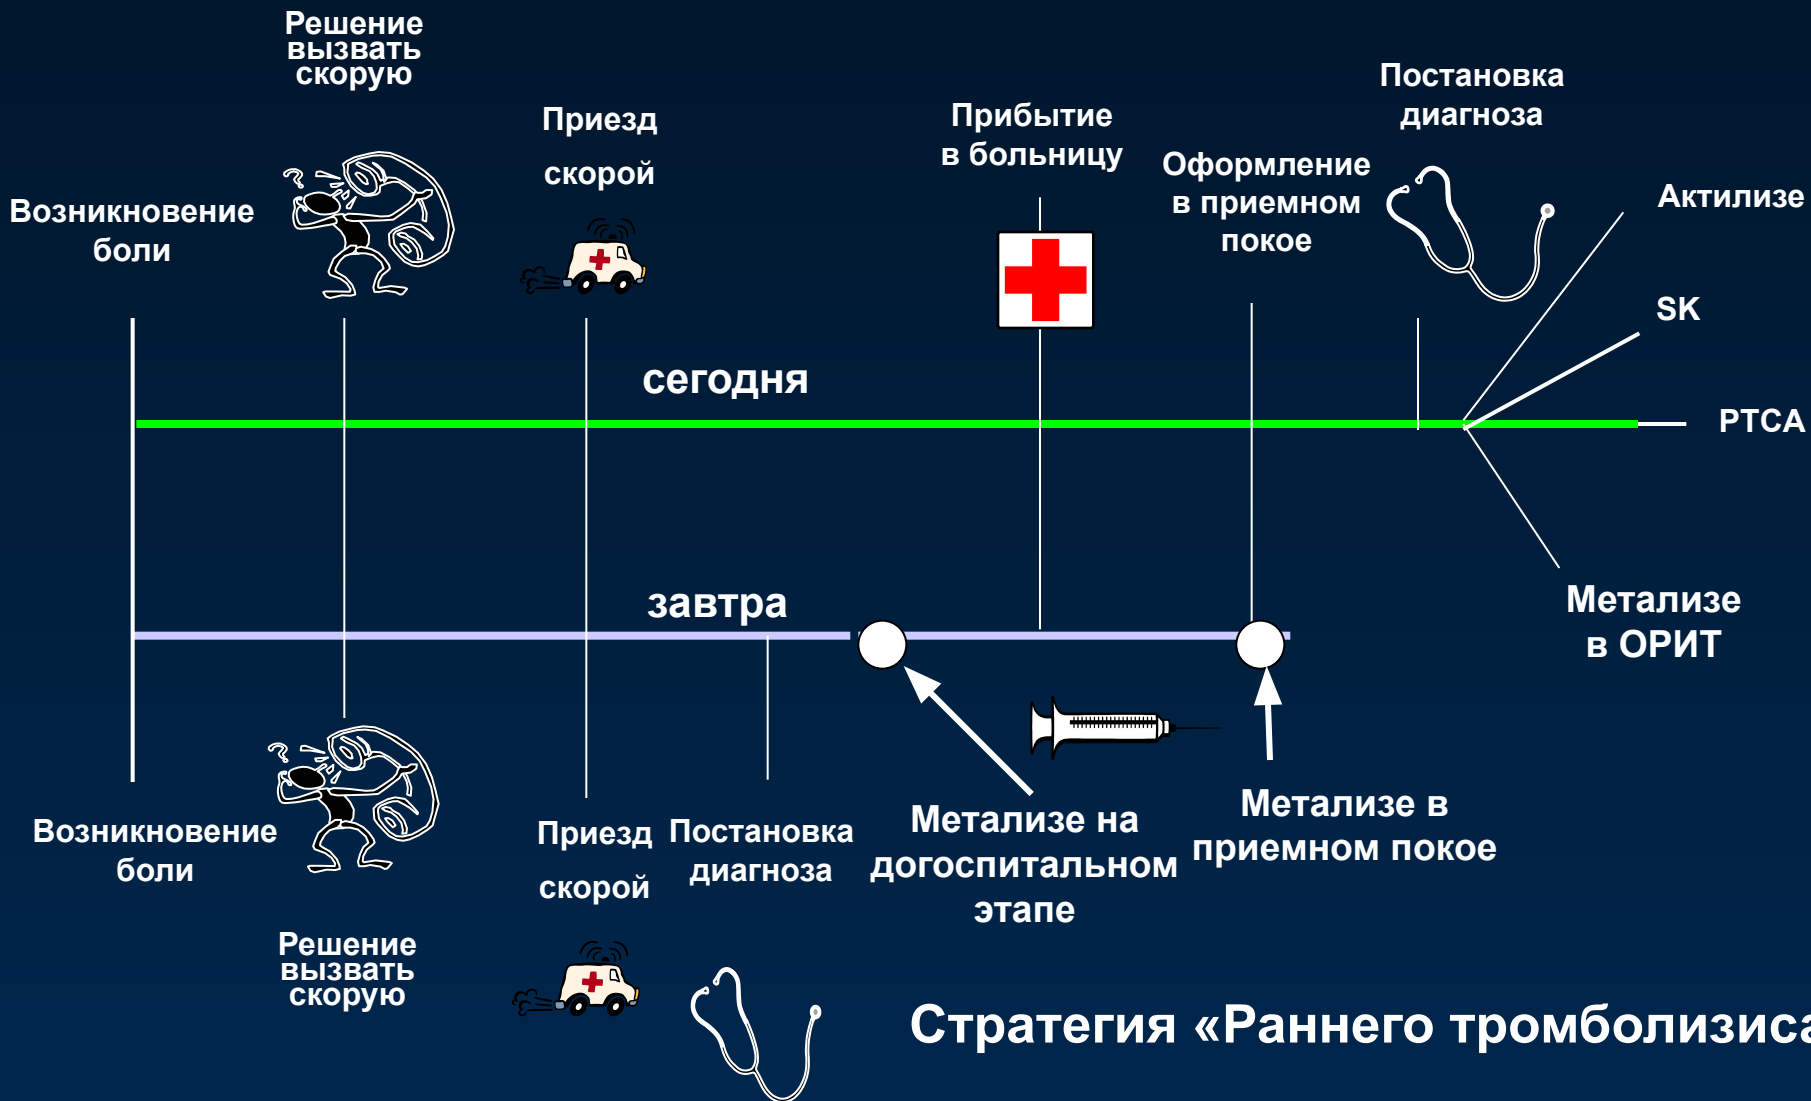 Решение
вызвать
скорую
Приезд
скорой
Прибытие
в больницу
Постановка
диагноза
Оформление
в приемном
покое
Возникновение
боли
Актилизе
SK
PTCA
сегодня
завтра
Метализе
в ОРИТ
?
?
Возникновение
боли
Решение
вызвать
скорую
Приезд
скорой
Постановка
диагноза
Метализе на
догоспитальном
этапе
Метализе в
приемном покое
Стратегия «Раннего тромболизиса